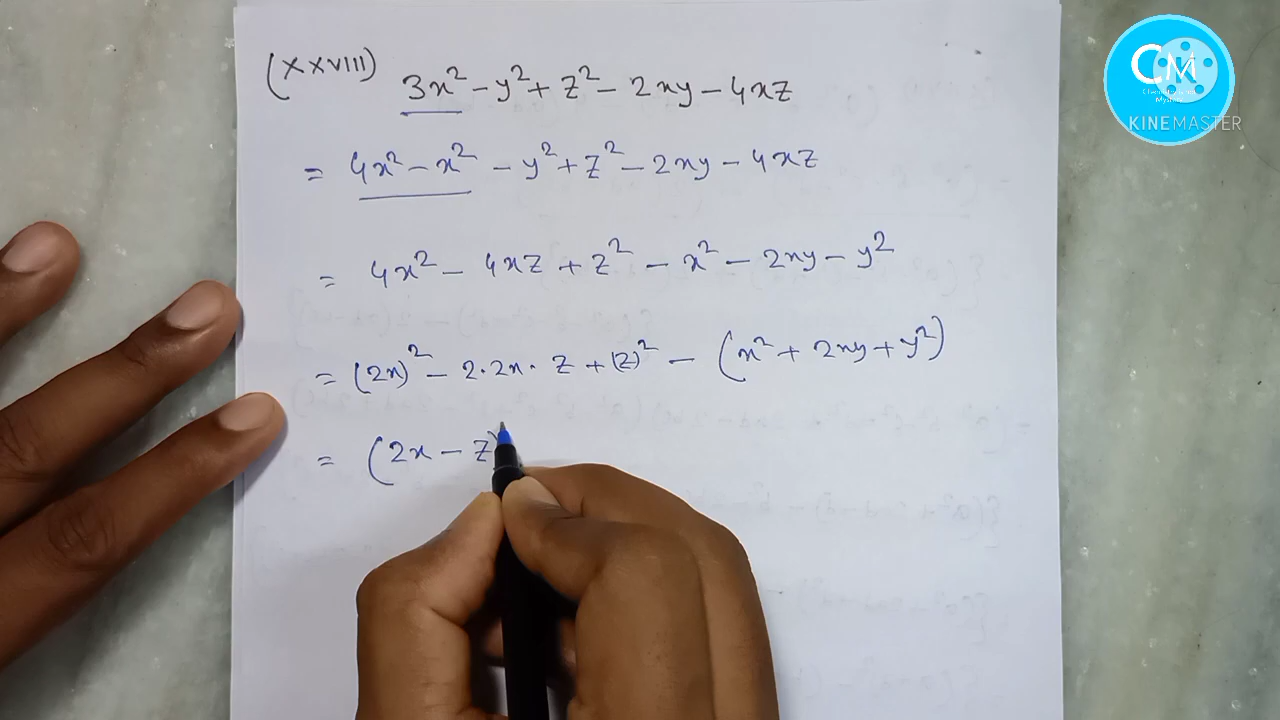 (XXVIII) 3x² - y² + z² - 2xy - 4xz
= 4x² - x² - y² + z² - 2xy - 4xz
= 4x² - 4xz + z² - x² - 2xy - y²
= (2x)² - 2·2x· z + (z)² - (x² + 2xy + y²)
= (2x - z)
CM
KINEMASTER